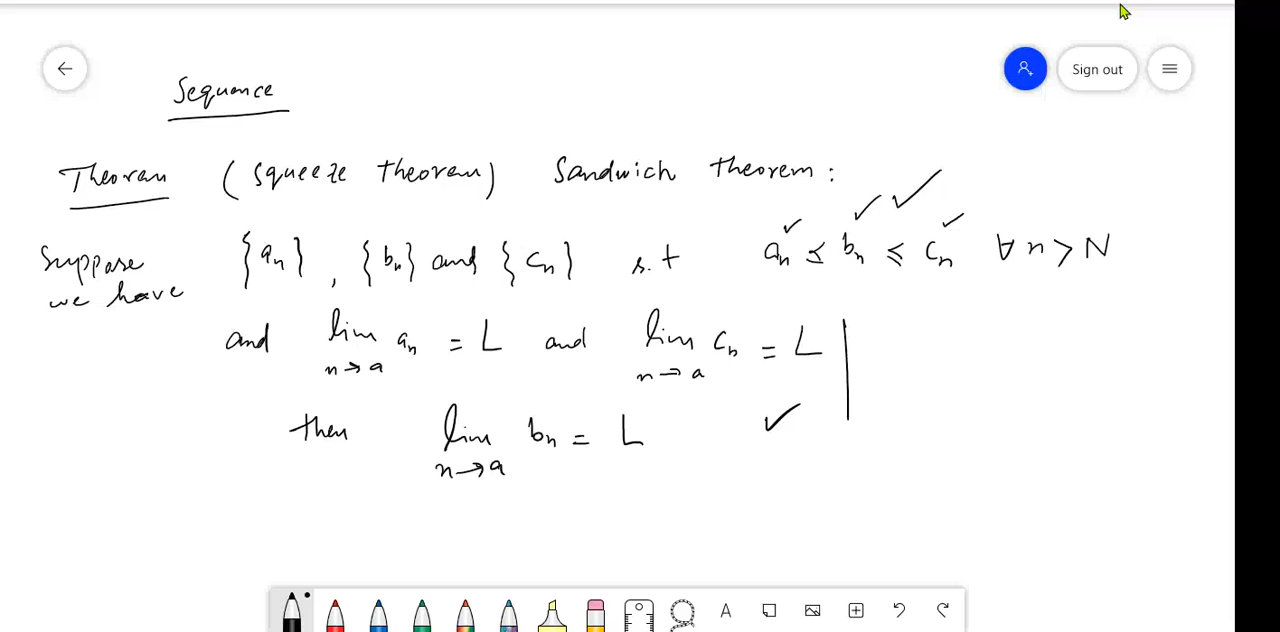 Sign out
Sequence
Theorem (squeeze theorem) Sandwich theorem:
Suppose we have {aₙ}, {bₙ} and {cₙ} s.t aₙ ≤ bₙ ≤ cₙ ∀ n > N
and lim n→a aₙ = L and lim n→a cₙ = L
then lim n→a bₙ = L
A